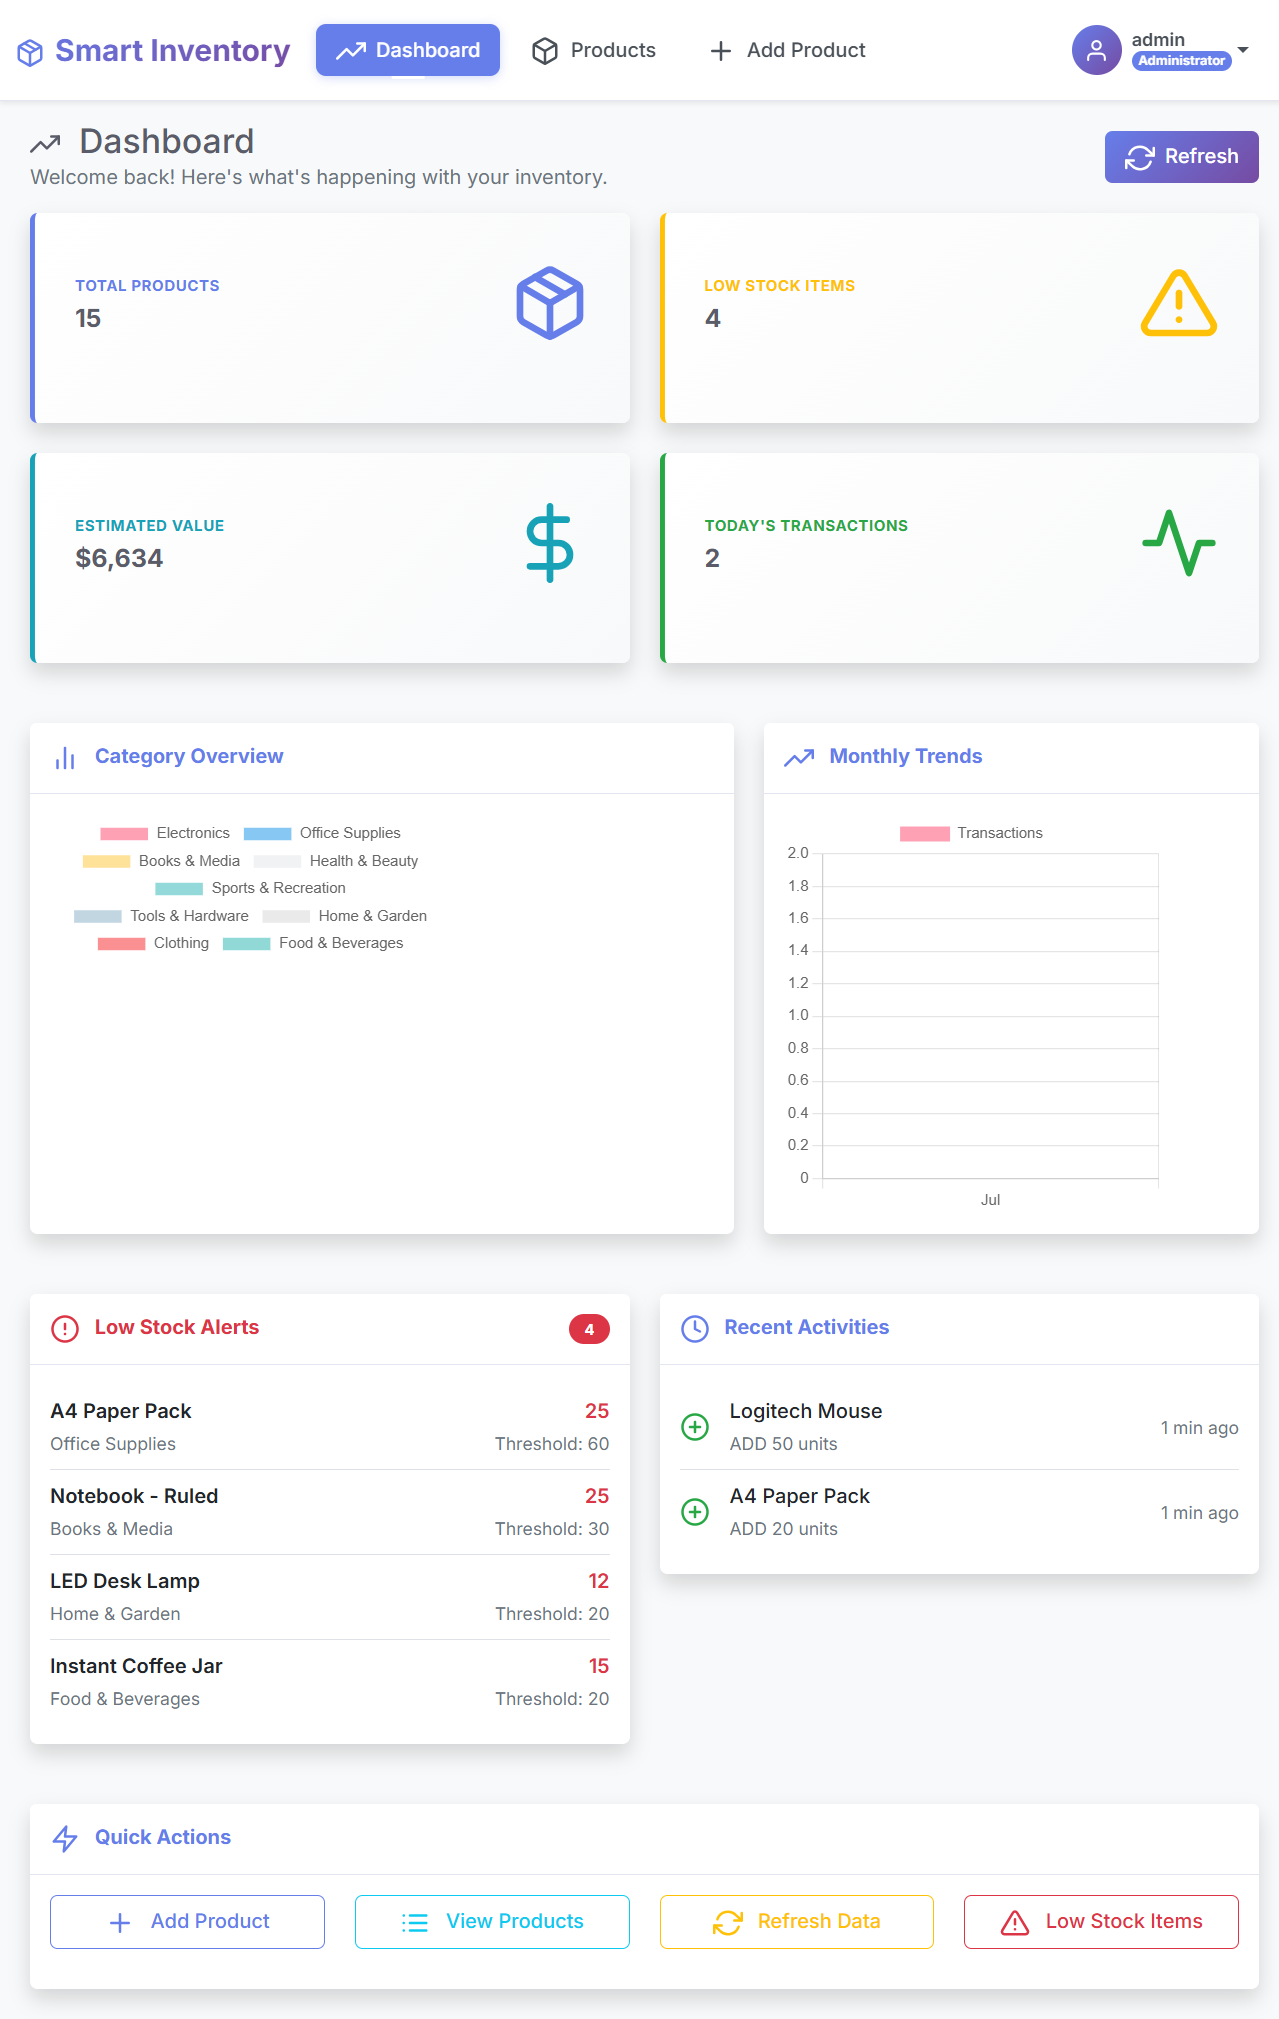 Smart Inventory
Dashboard
Products
Add Product
admin
Administrator
Dashboard
Welcome back! Here's what's happening with your inventory.
Refresh
TOTAL PRODUCTS
15
LOW STOCK ITEMS
4
ESTIMATED VALUE
$6,634
TODAY'S TRANSACTIONS
2
Category Overview
Electronics
Office Supplies
Books & Media
Health & Beauty
Sports & Recreation
Tools & Hardware
Home & Garden
Clothing
Food & Beverages
Monthly Trends
Transactions
2.0
1.8
1.6
1.4
1.2
1.0
0.8
0.6
0.4
0.2
0
Jul
Low Stock Alerts
4
A4 Paper Pack
25
Office Supplies
Threshold: 60
Notebook - Ruled
25
Books & Media
Threshold: 30
LED Desk Lamp
12
Home & Garden
Threshold: 20
Instant Coffee Jar
15
Food & Beverages
Threshold: 20
Recent Activities
Logitech Mouse
ADD 50 units
1 min ago
A4 Paper Pack
ADD 20 units
1 min ago
Quick Actions
Add Product
View Products
Refresh Data
Low Stock Items